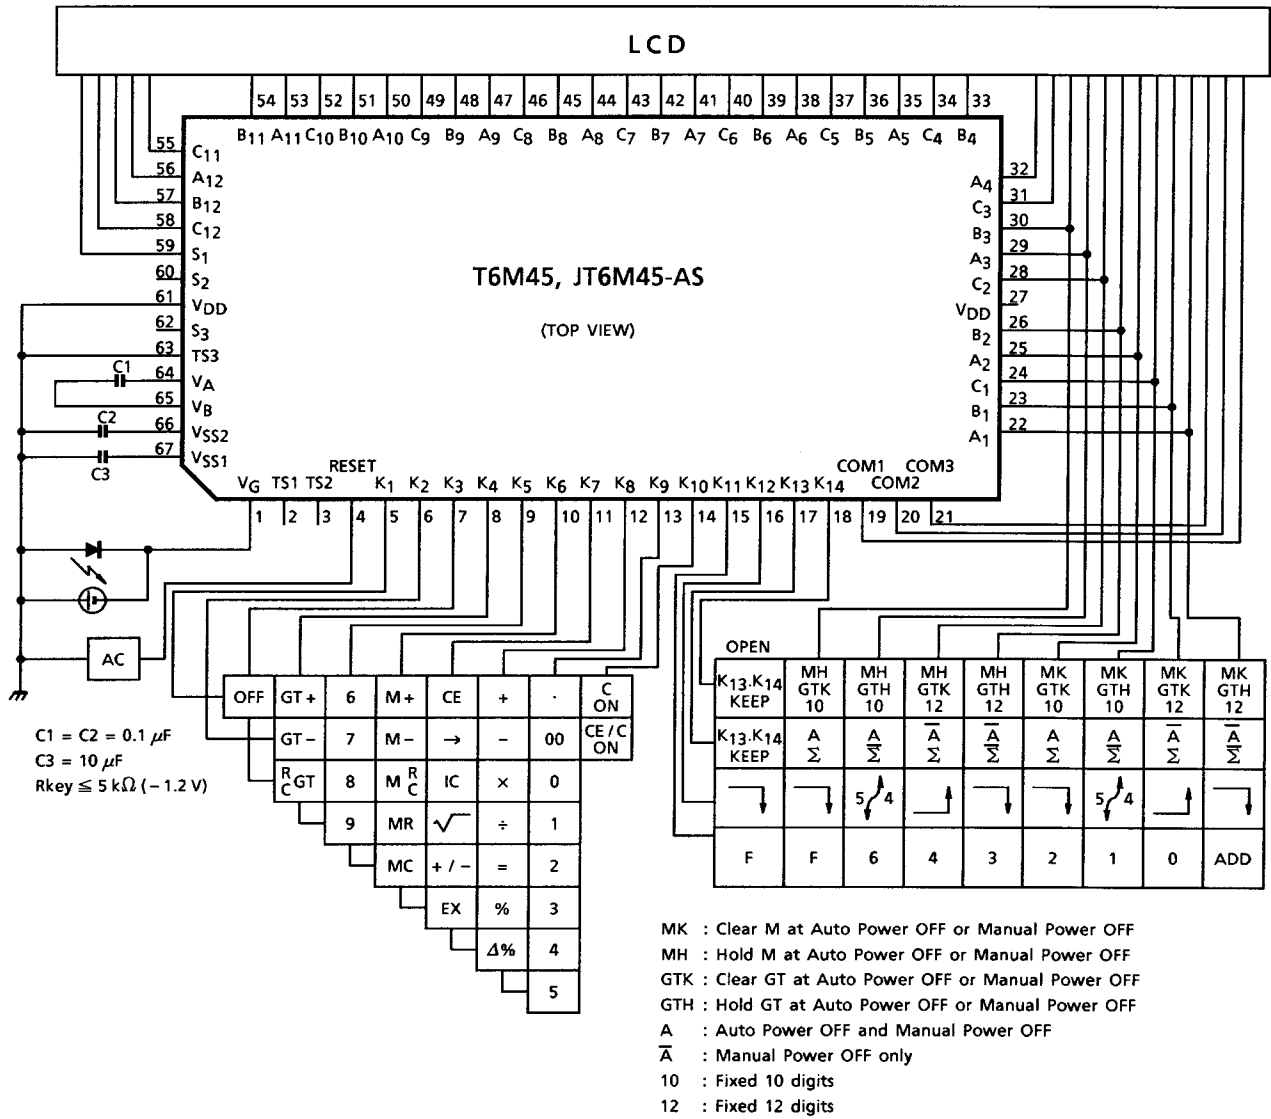 LCD
54 53 52 51 50 49 48 47 46 45 44 43 42 41 40 39 38 37 36 35 34 33
B11 A11 C10 B10 A10 C9 B9 A9 C8 B8 A8 C7 B7 A7 C6 B6 A6 C5 B5 A5 C4 B4
55 C11
56 A12
57 B12
58 C12
59 S1
60 S2
61 VDD
62 S3
63 TS3
C1 64 VA
65 VB
C2 66 VSS2
C3 67 VSS1
T6M45, JT6M45-AS
(TOP VIEW)
A4 32
C3 31
B3 30
A3 29
C2 28
VDD 27
B2 26
A2 25
C1 24
B1 23
A1 22
RESET COM1 COM3
VG TS1 TS2 K1 K2 K3 K4 K5 K6 K7 K8 K9 K10 K11 K12 K13 K14 COM2
1 2 3 4 5 6 7 8 9 10 11 12 13 14 15 16 17 18 19 20 21
AC
C1 = C2 = 0.1 μF
C3 = 10 μF
Rkey ≦ 5 kΩ (– 1.2 V)
OFF GT + 6 M + CE + · C ON
GT – 7 M – → – 00 CE / C ON
R C GT 8 M R C IC × 0
9 MR √ ÷ 1
MC + / – = 2
EX % 3
Δ% 4
5
OPEN
K13.K14 KEEP MH GTK 10 MH GTH 10 MH GTK 12 MH GTH 12 MK GTK 10 MK GTH 10 MK GTK 12 MK GTH 12
K13.K14 KEEP A Σ A Σ̅ A̅ Σ A̅ Σ̅ A Σ A Σ̅ A̅ Σ A̅ Σ̅
5 4 5 4
F F 6 4 3 2 1 0 ADD
MK : Clear M at Auto Power OFF or Manual Power OFF
MH : Hold M at Auto Power OFF or Manual Power OFF
GTK : Clear GT at Auto Power OFF or Manual Power OFF
GTH : Hold GT at Auto Power OFF or Manual Power OFF
A : Auto Power OFF and Manual Power OFF
A̅ : Manual Power OFF only
10 : Fixed 10 digits
12 : Fixed 12 digits